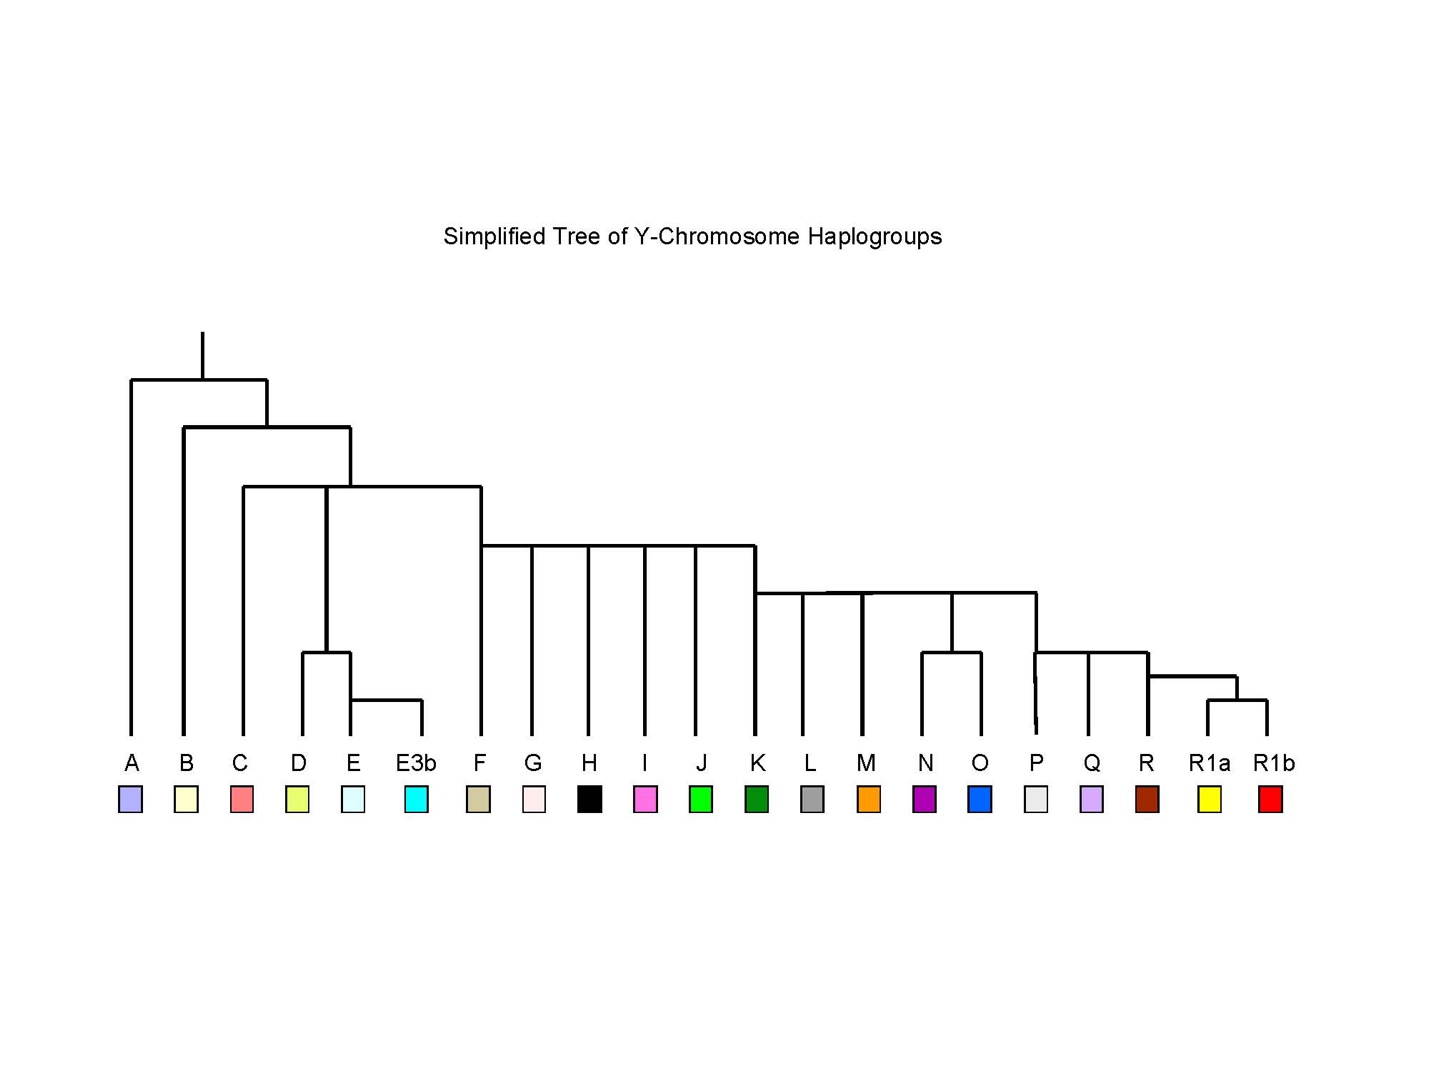 Simplified Tree of Y-Chromosome Haplogroups
A B C D E E3b F G H I J K L M N O P Q R R1a R1b